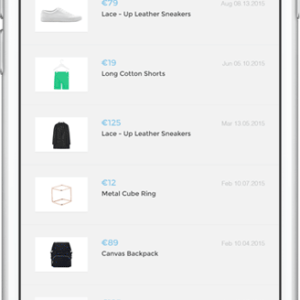 €79
Aug 08 13 2015
Lace - Up Leather Sneakers
€19
Jun 05 10 2015
Long Cotton Shorts
€125
Mar 13 05 2015
Lace - Up Leather Sneakers
€12
Feb 10 07 2015
Metal Cube Ring
€89
Feb 10 04 2015
Canvas Backpack